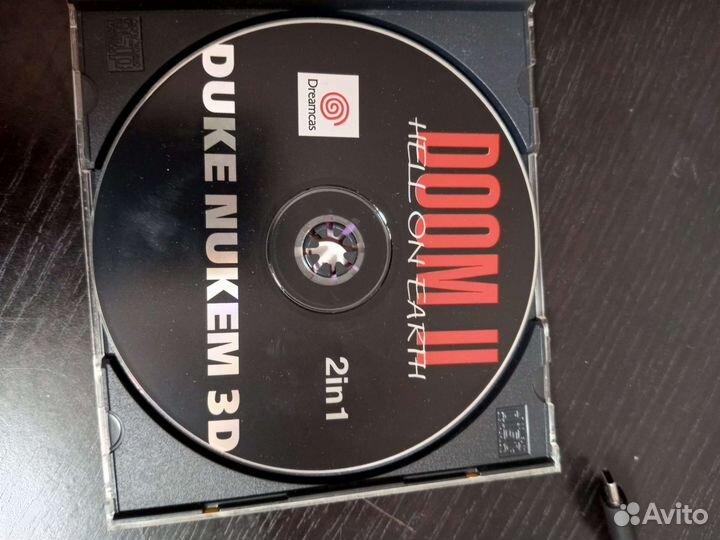 DOOM II
HELL ON EARTH
Dreamcas
2in1
DUKE NUKEM 3D
Avito